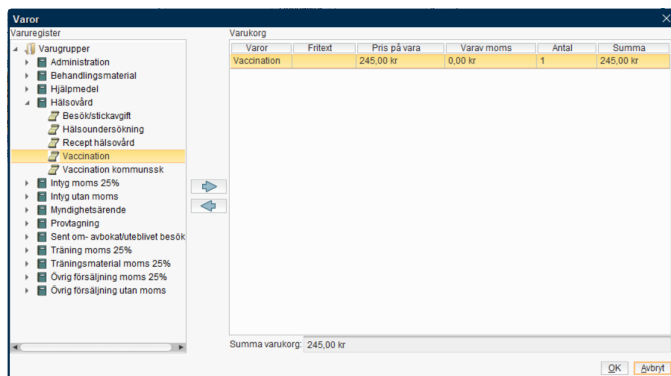 Varor
Varuregister
Varugrupper
Administration
Behandlingsmaterial
Hjälpmedel
Hälsovård
Besök/stickavgift
Hälsoundersökning
Recept hälsovård
Vaccination
Vaccination kommunssk
Intyg moms 25%
Intyg utan moms
Myndighetsärende
Provtagning
Sent om- avbokat/uteblivet besök
Träning moms 25%
Träningsmaterial moms 25%
Övrig försäljning moms 25%
Övrig försäljning utan moms
Varukorg
Varor Fritext Pris på vara Varav moms Antal Summa
Vaccination 245,00 kr 0,00 kr 1 245,00 kr
Summa varukorg: 245,00 kr
OK Avbryt